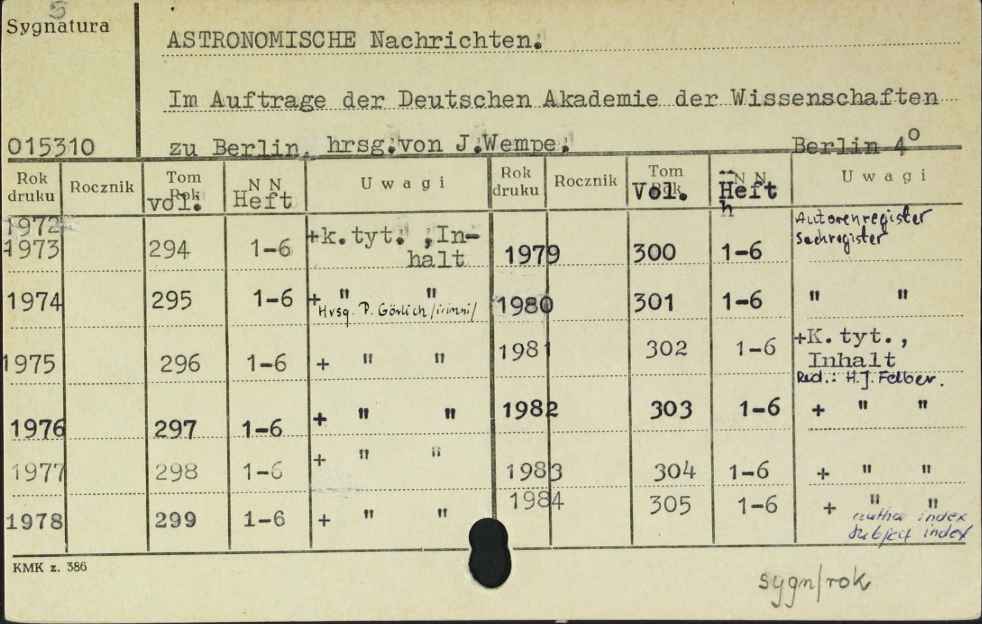 S
Sygnatura
ASTRONOMISCHE Nachrichten.
Im Auftrage der Deutschen Akademie der Wissenschaften
015310 zu Berlin, hrsg. von J. Wempe. Berlin 4°
Rok druku Rocznik Tom Rok vol. N N Heft Uwagi Rok druku Rocznik Tom Rok Vol. N N Heft Uwagi
1972
1973 294 1-6 +k.tyt. ,In-
halt
1974 295 1-6 + " "
Hrsg. P. Görlich /i inni/
1975 296 1-6 + " "
1976 297 1-6 + " "
1977 298 1-6 + " "
1978 299 1-6 + " "
Autorenregister
1979 300 1-6 Sachregister
1980 301 1-6 " "
1981 302 1-6 +K.tyt.,
Inhalt
Red.: H.J. Felber.
1982 303 1-6 + " "
1983 304 1-6 + " "
1984 305 1-6 + " "
author index
subject index
KMK z. 386
sygn/rok